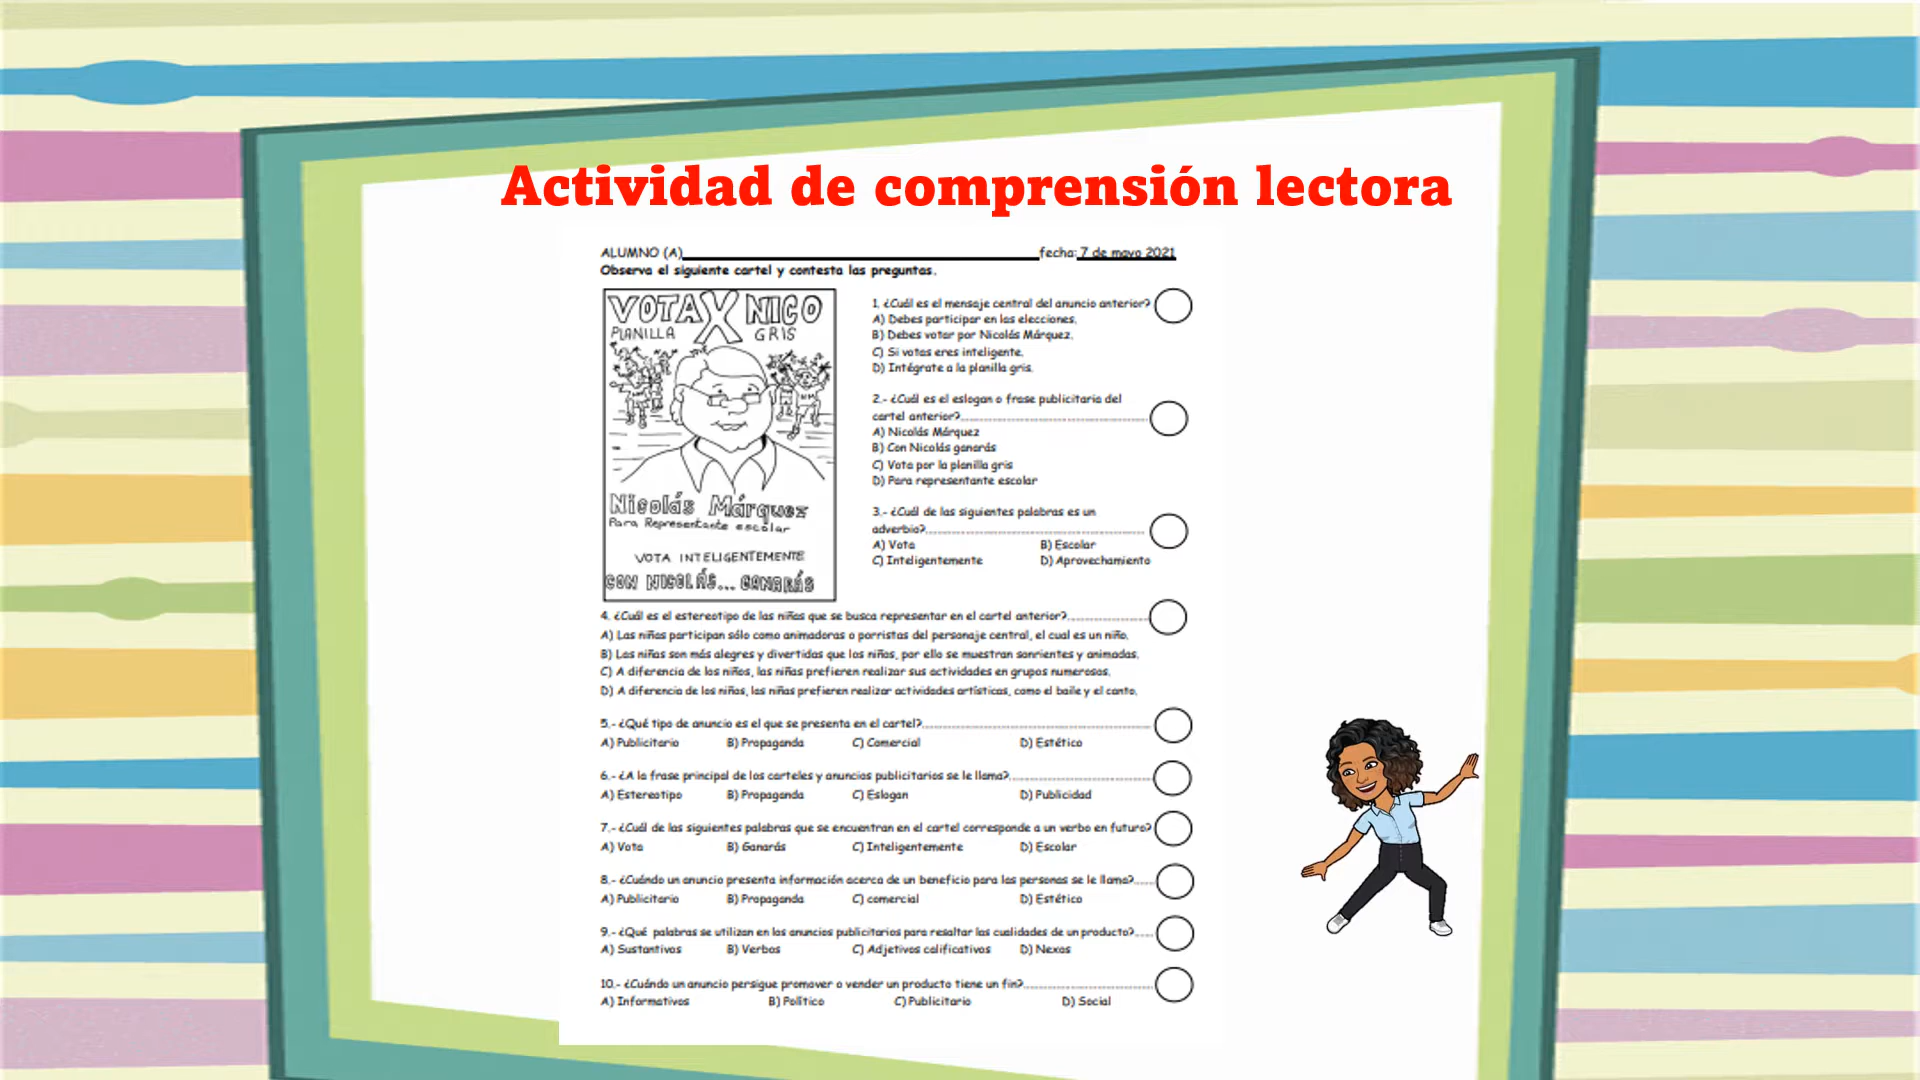 Actividad de comprensión lectora
ALUMNO (A)____________________fecha: 7 de mayo 2021
Observa el siguiente cartel y contesta las preguntas.
VOTA X NICO
PLANILLA GRIS
Nicolás Márquez
Para Representante escolar
VOTA INTELIGENTEMENTE
CON NICOLÁS... GANARÁS
1. ¿Cuál es el mensaje central del anuncio anterior?
A) Debes participar en las elecciones.
B) Debes votar por Nicolás Márquez.
C) Si votas eres inteligente.
D) Intégrate a la planilla gris.
2.- ¿Cuál es el eslogan o frase publicitaria del
cartel anterior?
A) Nicolás Márquez
B) Con Nicolás ganarás
C) Vota por la planilla gris
D) Para representante escolar
3.- ¿Cuál de las siguientes palabras es un
adverbio?
A) Vota B) Escolar
C) Inteligentemente D) Aprovechamiento
4. ¿Cuál es el estereotipo de las niñas que se busca representar en el cartel anterior?
A) Las niñas participan sólo como animadoras o porristas del personaje central, el cual es un niño.
B) Las niñas son más alegres y divertidas que los niños, por ello se muestran sonrientes y animadas.
C) A diferencia de los niños, las niñas prefieren realizar sus actividades en grupos numerosos.
D) A diferencia de los niños, las niñas prefieren realizar actividades artísticas, como el baile y el canto.
5.- ¿Qué tipo de anuncio es el que se presenta en el cartel?
A) Publicitario B) Propaganda C) Comercial D) Estético
6.- ¿A la frase principal de los carteles y anuncios publicitarios se le llama?
A) Estereotipo B) Propaganda C) Eslogan D) Publicidad
7.- ¿Cuál de las siguientes palabras que se encuentran en el cartel corresponde a un verbo en futuro?
A) Vota B) Ganarás C) Inteligentemente D) Escolar
8.- ¿Cuándo un anuncio presenta información acerca de un beneficio para las personas se le llama?
A) Publicitario B) Propaganda C) comercial D) Estético
9.- ¿Qué palabras se utilizan en los anuncios publicitarios para resaltar las cualidades de un producto?
A) Sustantivos B) Verbos C) Adjetivos calificativos D) Nexos
10.- ¿Cuándo un anuncio persigue promover o vender un producto tiene un fin?
A) Informativos B) Político C) Publicitario D) Social